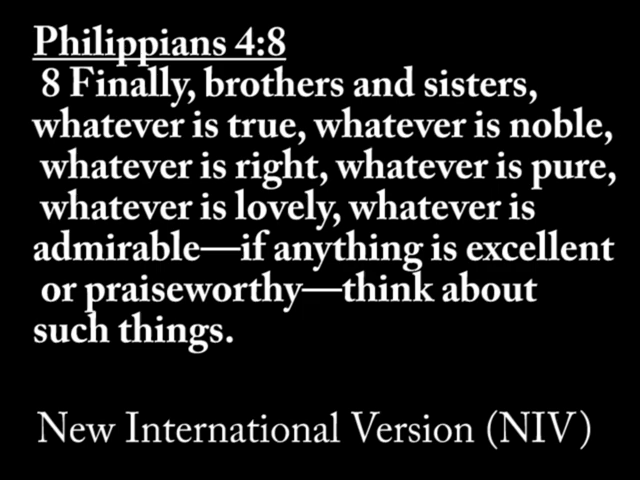 Philippians 4:8
8 Finally, brothers and sisters,
whatever is true, whatever is noble,
whatever is right, whatever is pure,
whatever is lovely, whatever is
admirable—if anything is excellent
or praiseworthy—think about
such things.
New International Version (NIV)